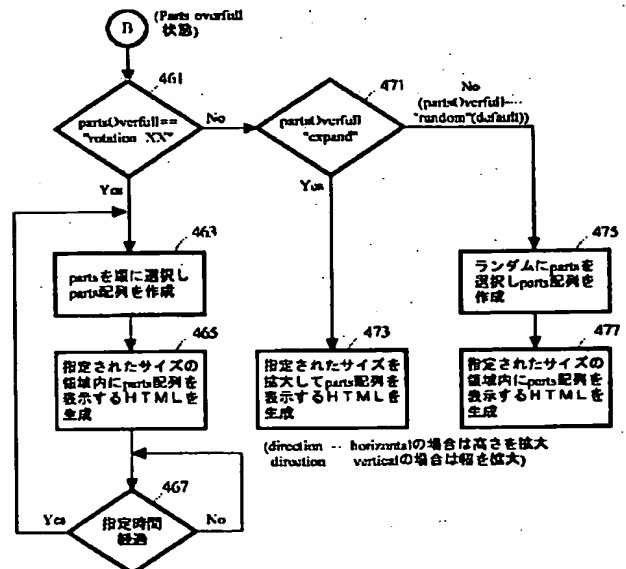 B
(Parts overfull
状態)
461
partsOverfull==
"rotation XX"
No
Yes
471
partsOverfull
"expand"
No
(partsOverfull
"random"(default))
Yes
463
partsを順に選択し
parts配列を作成
465
指定されたサイズの
領域内にparts配列を
表示するHTMLを
生成
467
指定時間
経過
Yes
No
473
指定されたサイズを
拡大してparts配列を
表示するHTMLを
生成
(direction -- horizontalの場合は高さを拡大
direction verticalの場合は幅を拡大)
475
ランダムにpartsを
選択しparts配列を
作成
477
指定されたサイズの
領域内にparts配列を
表示するHTMLを
生成